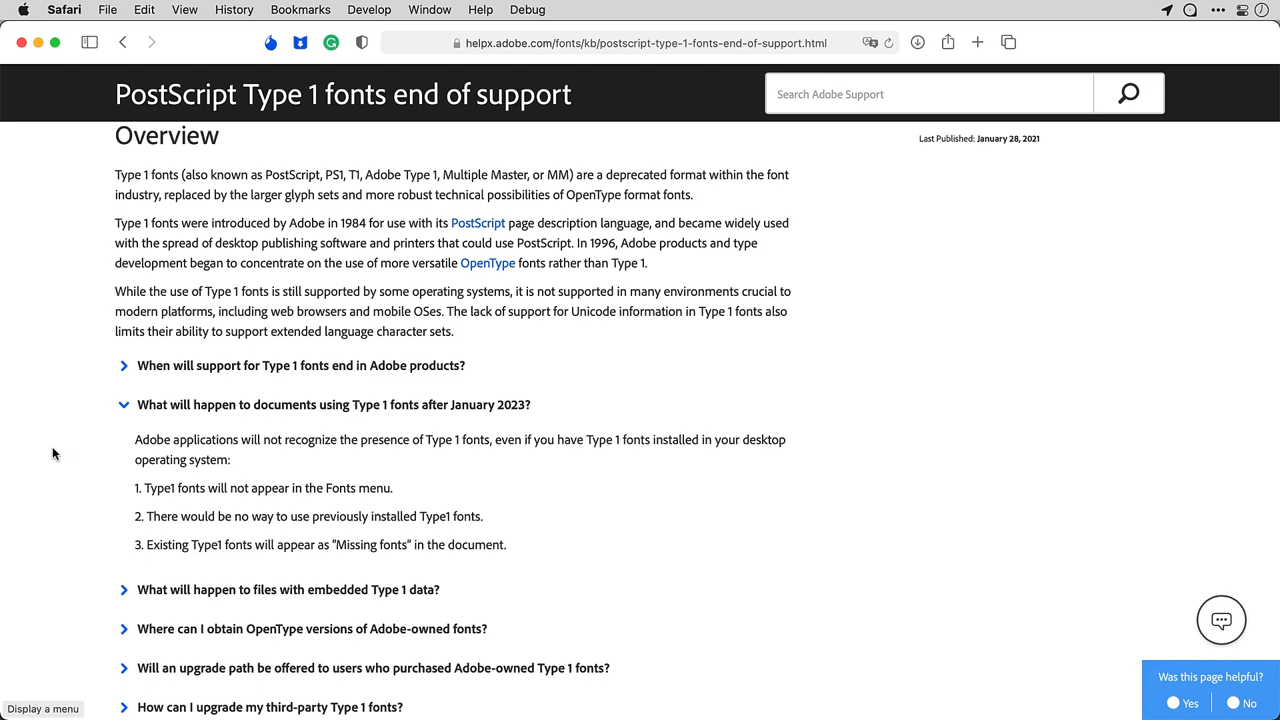 Safari File Edit View History Bookmarks Develop Window Help Debug
helpx.adobe.com/fonts/kb/postscript-type-1-fonts-end-of-support.html
PostScript Type 1 fonts end of support
Search Adobe Support
Overview
Last Published: January 28, 2021
Type 1 fonts (also known as PostScript, PS1, T1, Adobe Type 1, Multiple Master, or MM) are a deprecated format within the font
industry, replaced by the larger glyph sets and more robust technical possibilities of OpenType format fonts.
Type 1 fonts were introduced by Adobe in 1984 for use with its PostScript page description language, and became widely used
with the spread of desktop publishing software and printers that could use PostScript. In 1996, Adobe products and type
development began to concentrate on the use of more versatile OpenType fonts rather than Type 1.
While the use of Type 1 fonts is still supported by some operating systems, it is not supported in many environments crucial to
modern platforms, including web browsers and mobile OSes. The lack of support for Unicode information in Type 1 fonts also
limits their ability to support extended language character sets.
When will support for Type 1 fonts end in Adobe products?
What will happen to documents using Type 1 fonts after January 2023?
Adobe applications will not recognize the presence of Type 1 fonts, even if you have Type 1 fonts installed in your desktop
operating system:
1. Type1 fonts will not appear in the Fonts menu.
2. There would be no way to use previously installed Type1 fonts.
3. Existing Type1 fonts will appear as "Missing fonts" in the document.
What will happen to files with embedded Type 1 data?
Where can I obtain OpenType versions of Adobe-owned fonts?
Will an upgrade path be offered to users who purchased Adobe-owned Type 1 fonts?
How can I upgrade my third-party Type 1 fonts?
Was this page helpful?
Yes No
Display a menu